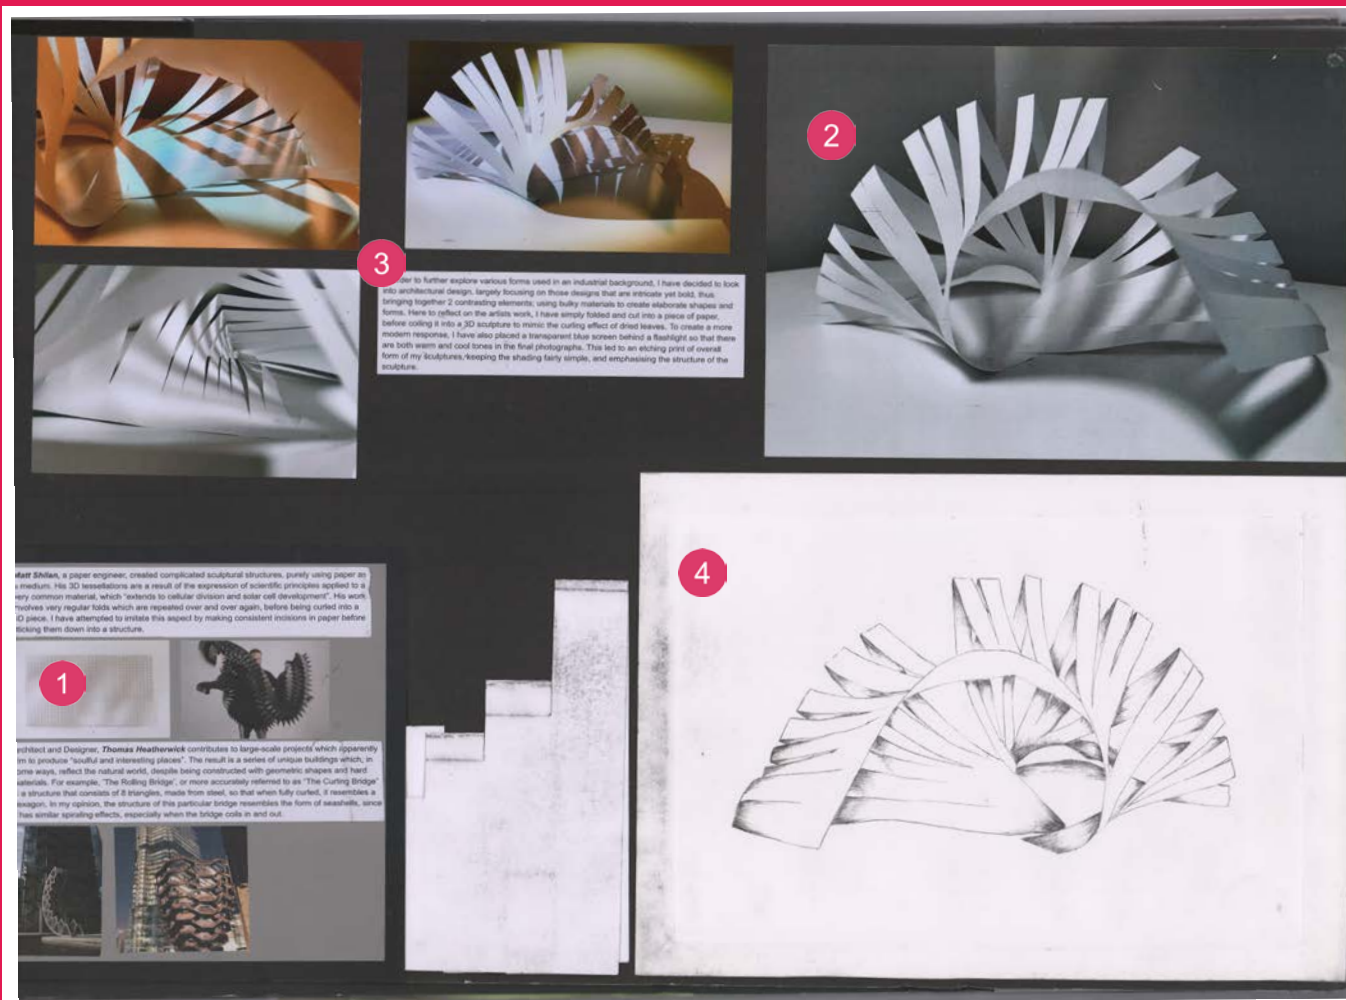 2
3
der to further explore various forms used in an industrial background, I have decided to look
into architectural design, largely focusing on those designs that are intricate yet bold, thus
bringing together 2 contrasting elements; using bulky materials to create elaborate shapes and
forms. Here to reflect on the artists work, I have simply folded and cut into a piece of paper,
before coiling it into a 3D sculpture to mimic the curling effect of dried leaves. To create a more
modern response, I have also placed a transparent blue screen behind a flashlight so that there
are both warm and cool tones in the final photographs. This led to an etching print of overall
form of my sculptures, keeping the shading fairly simple, and emphasising the structure of the
sculpture.
4
Matt Shilan, a paper engineer, created complicated sculptural structures, purely using paper as
medium. His 3D tessellations are a result of the expression of scientific principles applied to a
very common material, which "extends to cellular division and solar cell development". His work
involves very regular folds which are repeated over and over again, before being curled into a
3D piece. I have attempted to imitate this aspect by making consistent incisions in paper before
sticking them down into a structure.
1
rchitect and Designer, Thomas Heatherwick contributes to large-scale projects which apparently
im to produce "soulful and interesting places". The result is a series of unique buildings which, in
ome ways, reflect the natural world, despite being constructed with geometric shapes and hard
aterials. For example, 'The Rolling Bridge', or more accurately referred to as 'The Curling Bridge'
a structure that consists of 8 triangles, made from steel, so that when fully curled, it resembles a
exagon. In my opinion, the structure of this particular bridge resembles the form of seashells, since
has similar spiraling effects, especially when the bridge coils in and out.